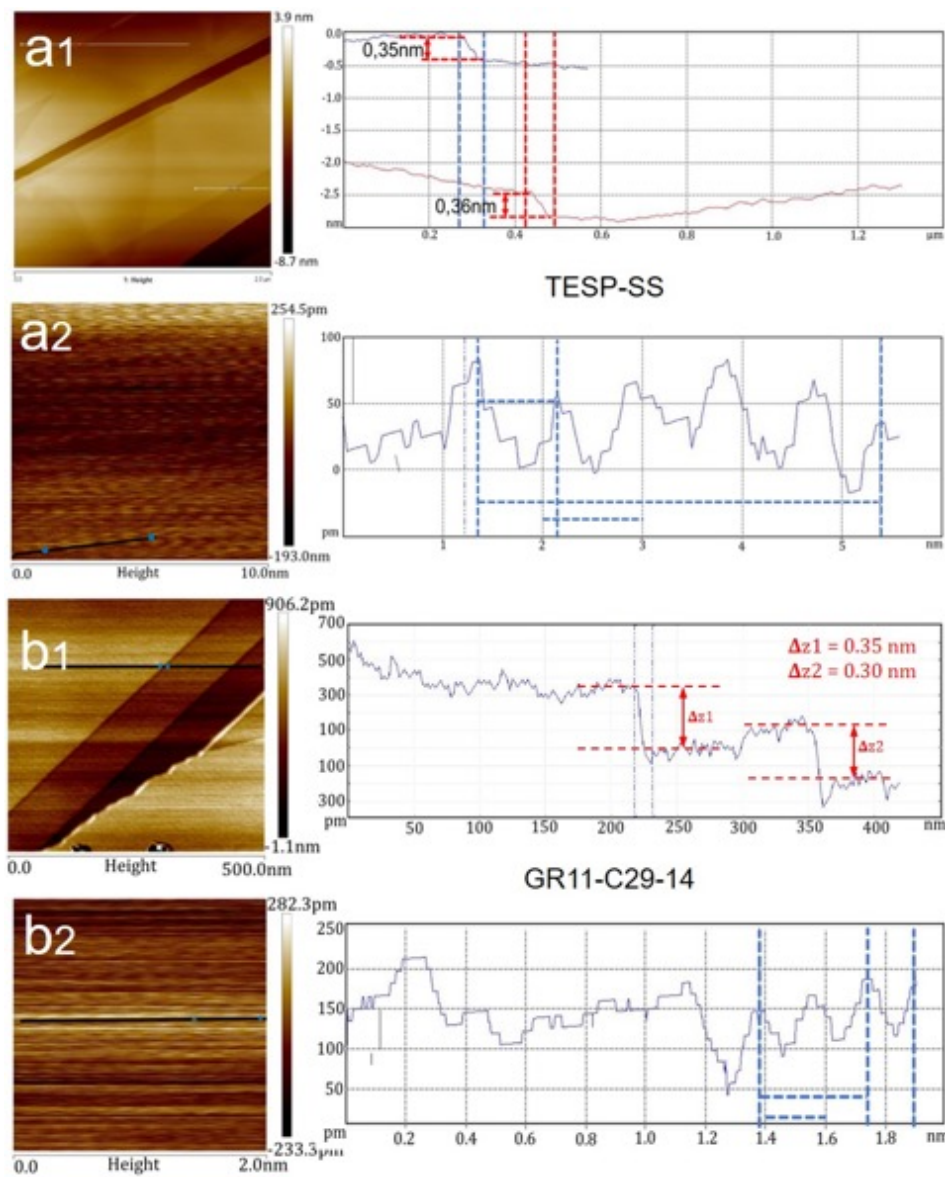 a1
3.9 nm
-8.7 nm
1: Height
0.0
-0.5
-1.0
-1.5
-2.0
-2.5
nm
0,35nm
0,36nm
0.2
0.4
0.6
0.8
1.0
1.2
µm
TESP-SS
a2
254.5pm
-193.0nm
0.0
Height
10.0nm
100
50
0
pm
1
2
3
4
5
nm
b1
906.2pm
-1.1nm
0.0
Height
500.0nm
700
500
300
100
100
300
pm
50
100
150
200
250
300
350
400
nm
Δz1 = 0.35 nm
Δz2 = 0.30 nm
Δz1
Δz2
GR11-C29-14
b2
282.3pm
-233.3pm
0.0
Height
2.0nm
250
200
150
100
50
pm
0.2
0.4
0.6
0.8
1.0
1.2
1.4
1.6
1.8
nm